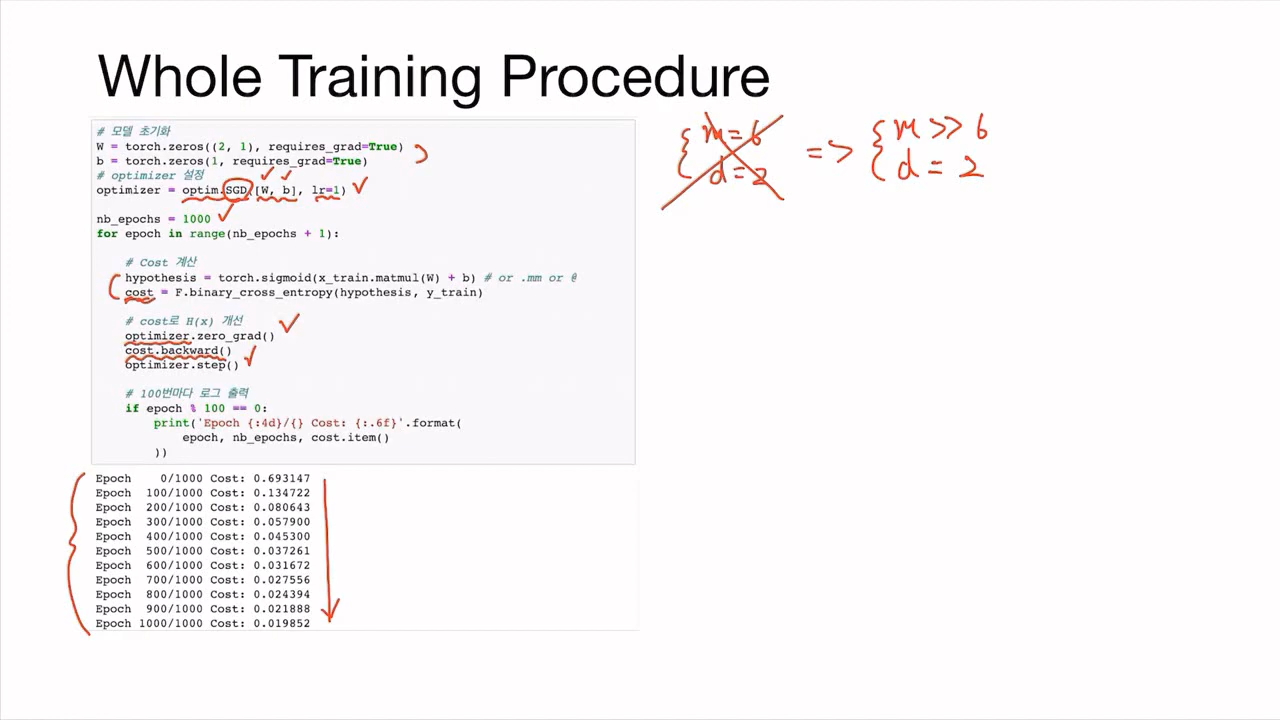 Whole Training Procedure
# 모델 초기화
W = torch.zeros((2, 1), requires_grad=True)
b = torch.zeros(1, requires_grad=True)
# optimizer 설정
optimizer = optim.SGD([W, b], lr=1)
nb_epochs = 1000
for epoch in range(nb_epochs + 1):
# Cost 계산
hypothesis = torch.sigmoid(x_train.matmul(W) + b) # or .mm or @
cost = F.binary_cross_entropy(hypothesis, y_train)
# cost로 H(x) 개선
optimizer.zero_grad()
cost.backward()
optimizer.step()
# 100번마다 로그 출력
if epoch % 100 == 0:
print('Epoch {:4d}/{} Cost: {:.6f}'.format(
epoch, nb_epochs, cost.item()
))
Epoch 0/1000 Cost: 0.693147
Epoch 100/1000 Cost: 0.134722
Epoch 200/1000 Cost: 0.080643
Epoch 300/1000 Cost: 0.057900
Epoch 400/1000 Cost: 0.045300
Epoch 500/1000 Cost: 0.037261
Epoch 600/1000 Cost: 0.031672
Epoch 700/1000 Cost: 0.027556
Epoch 800/1000 Cost: 0.024394
Epoch 900/1000 Cost: 0.021888
Epoch 1000/1000 Cost: 0.019852
{ m = 6
d = 2
=> { m >> 6
d = 2